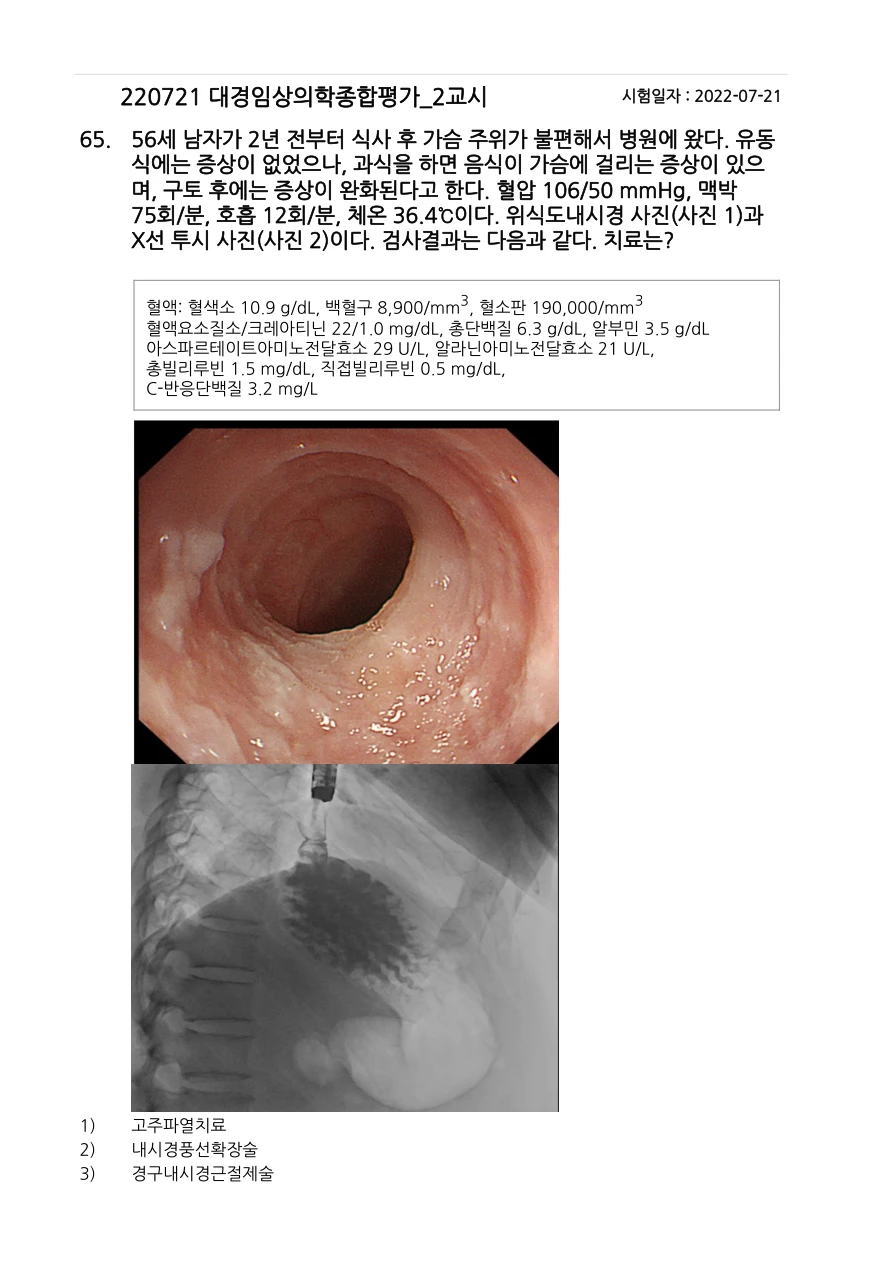 220721 대경임상의학종합평가_2교시
시험일자 : 2022-07-21
65. 56세 남자가 2년 전부터 식사 후 가슴 주위가 불편해서 병원에 왔다. 유동
식에는 증상이 없었으나, 과식을 하면 음식이 가슴에 걸리는 증상이 있으
며, 구토 후에는 증상이 완화된다고 한다. 혈압 106/50 mmHg, 맥박
75회/분, 호흡 12회/분, 체온 36.4℃이다. 위식도내시경 사진(사진 1)과
X선 투시 사진(사진 2)이다. 검사결과는 다음과 같다. 치료는?
혈액: 혈색소 10.9 g/dL, 백혈구 8,900/mm³, 혈소판 190,000/mm³
혈액요소질소/크레아티닌 22/1.0 mg/dL, 총단백질 6.3 g/dL, 알부민 3.5 g/dL
아스파르테이트아미노전달효소 29 U/L, 알라닌아미노전달효소 21 U/L,
총빌리루빈 1.5 mg/dL, 직접빌리루빈 0.5 mg/dL,
C-반응단백질 3.2 mg/L
1) 고주파열치료
2) 내시경풍선확장술
3) 경구내시경근절제술